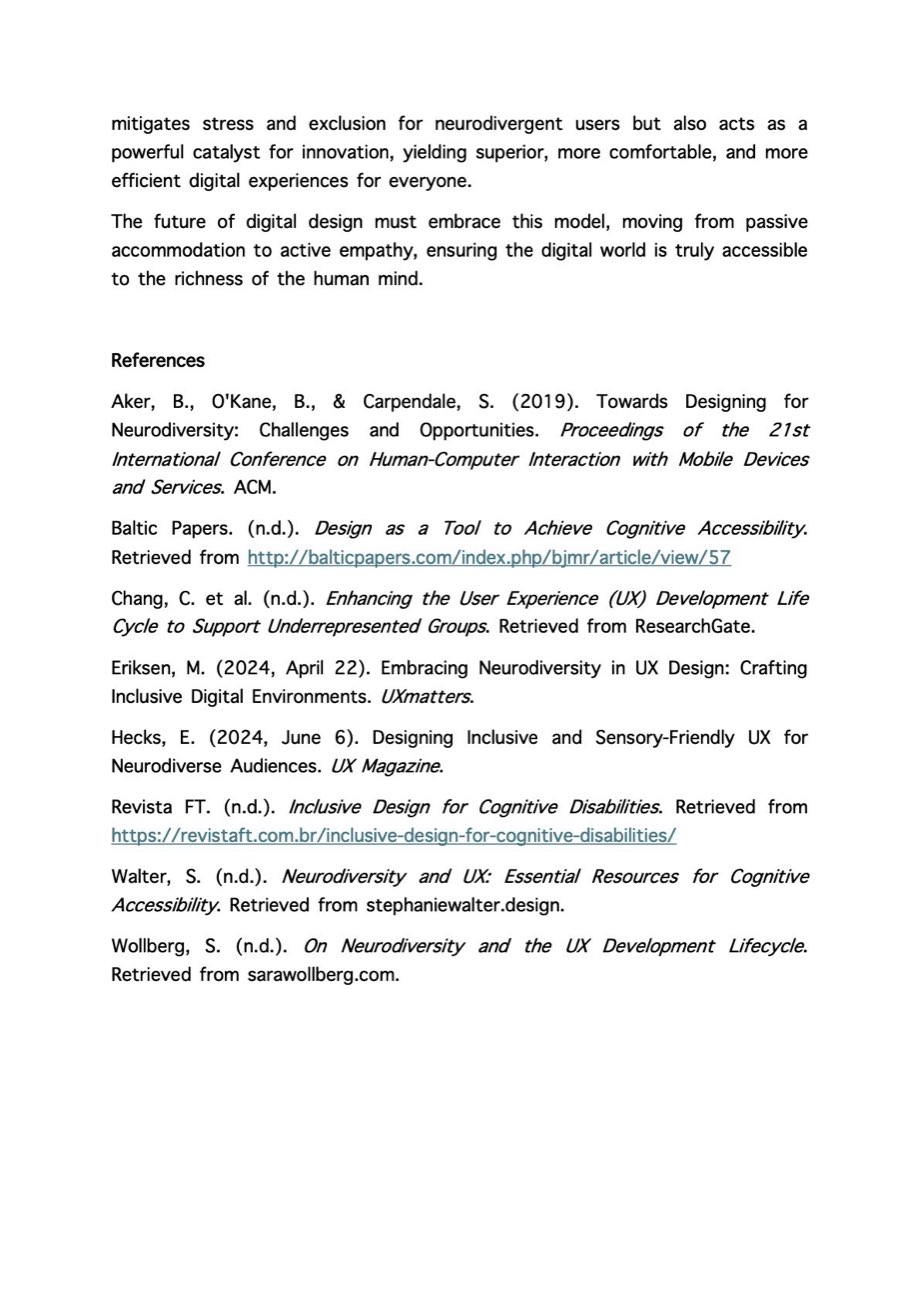 mitigates stress and exclusion for neurodivergent users but also acts as a
powerful catalyst for innovation, yielding superior, more comfortable, and more
efficient digital experiences for everyone.
The future of digital design must embrace this model, moving from passive
accommodation to active empathy, ensuring the digital world is truly accessible
to the richness of the human mind.
References
Aker, B., O'Kane, B., & Carpendale, S. (2019). Towards Designing for
Neurodiversity: Challenges and Opportunities. Proceedings of the 21st
International Conference on Human-Computer Interaction with Mobile Devices
and Services. ACM.
Baltic Papers. (n.d.). Design as a Tool to Achieve Cognitive Accessibility.
Retrieved from http://balticpapers.com/index.php/bjmr/article/view/57
Chang, C. et al. (n.d.). Enhancing the User Experience (UX) Development Life
Cycle to Support Underrepresented Groups. Retrieved from ResearchGate.
Eriksen, M. (2024, April 22). Embracing Neurodiversity in UX Design: Crafting
Inclusive Digital Environments. UXmatters.
Hecks, E. (2024, June 6). Designing Inclusive and Sensory-Friendly UX for
Neurodiverse Audiences. UX Magazine.
Revista FT. (n.d.). Inclusive Design for Cognitive Disabilities. Retrieved from
https://revistaft.com.br/inclusive-design-for-cognitive-disabilities/
Walter, S. (n.d.). Neurodiversity and UX: Essential Resources for Cognitive
Accessibility. Retrieved from stephaniewalter.design.
Wollberg, S. (n.d.). On Neurodiversity and the UX Development Lifecycle.
Retrieved from sarawollberg.com.